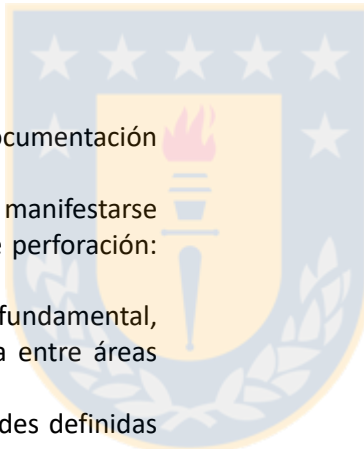 ocumentación
manifestarse
e perforación:
fundamental,
a entre áreas
des definidas